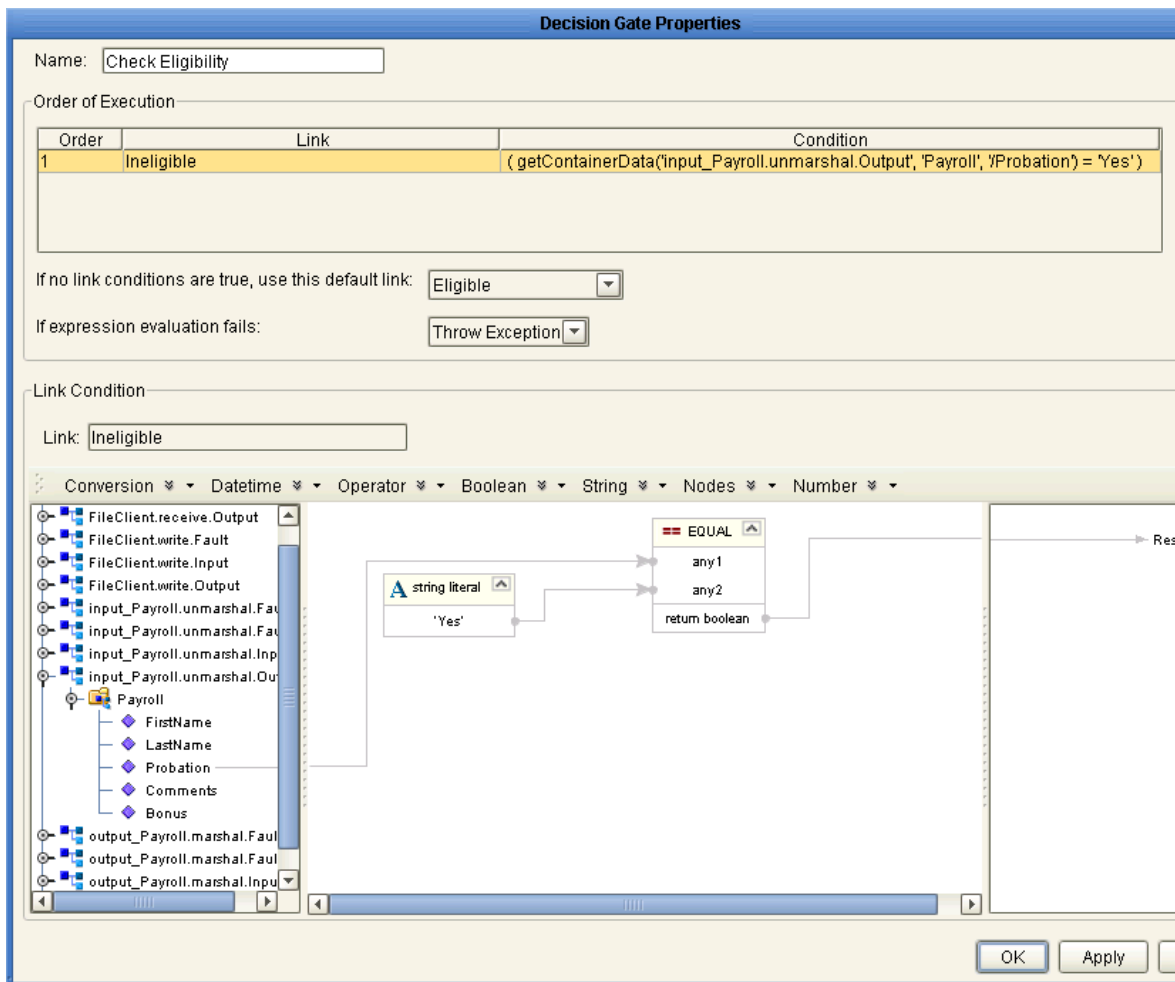 Decision Gate Properties
Name: Check Eligibility
Order of Execution
Order Link Condition
1 Ineligible ( getContainerData('input_Payroll.unmarshal.Output', 'Payroll', '/Probation') = 'Yes' )
If no link conditions are true, use this default link: Eligible
If expression evaluation fails: Throw Exception
Link Condition
Link: Ineligible
Conversion Datetime Operator Boolean String Nodes Number
FileClient.receive.Output
FileClient.write.Fault
FileClient.write.Input
FileClient.write.Output
input_Payroll.unmarshal.Fau
input_Payroll.unmarshal.Fau
input_Payroll.unmarshal.Inp
input_Payroll.unmarshal.Ou
Payroll
FirstName
LastName
Probation
Comments
Bonus
output_Payroll.marshal.Faul
output_Payroll.marshal.Faul
output_Payroll.marshal.Inpu
A string literal
'Yes'
== EQUAL
any1
any2
return boolean
Res
OK Apply